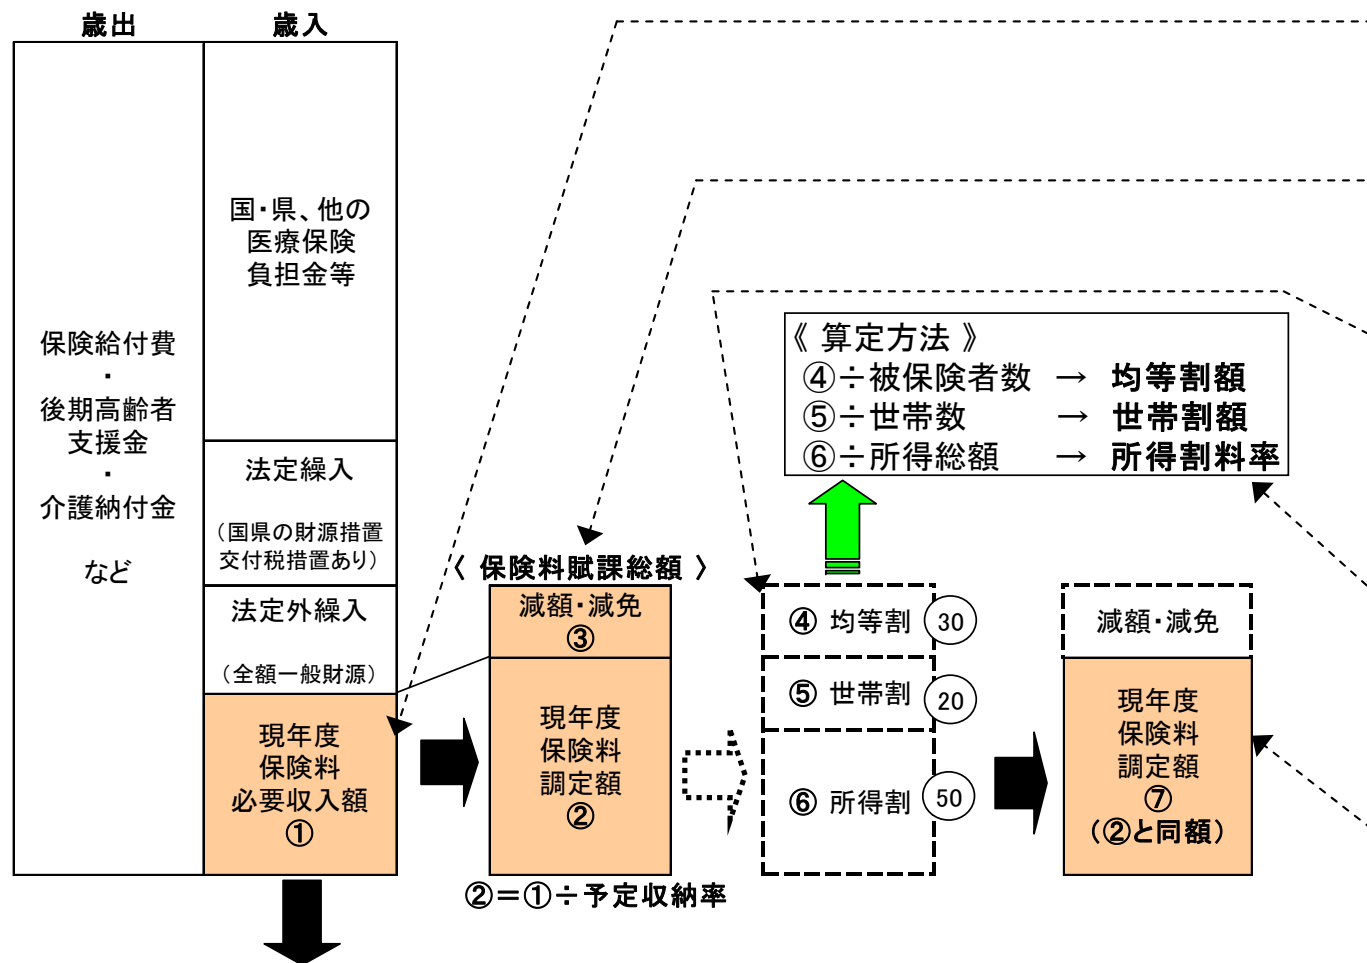 歳出
歳入
保険給付費
・
後期高齢者
支援金
・
介護納付金
など
国・県、他の
医療保険
負担金等
法定繰入
（国県の財源措置
交付税措置あり）
法定外繰入
（全額一般財源）
現年度
保険料
必要収入額
①
〈 保険料賦課総額 〉
減額・減免
③
現年度
保険料
調定額
②
②＝①÷予定収納率
《 算定方法 》
④÷被保険者数 → 均等割額
⑤÷世帯数 → 世帯割額
⑥÷所得総額 → 所得割料率
④ 均等割 30
⑤ 世帯割 20
⑥ 所得割 50
減額・減免
現年度
保険料
調定額
⑦
（②と同額）